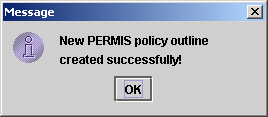 Message
New PERMIS policy outline
created successfully!
OK